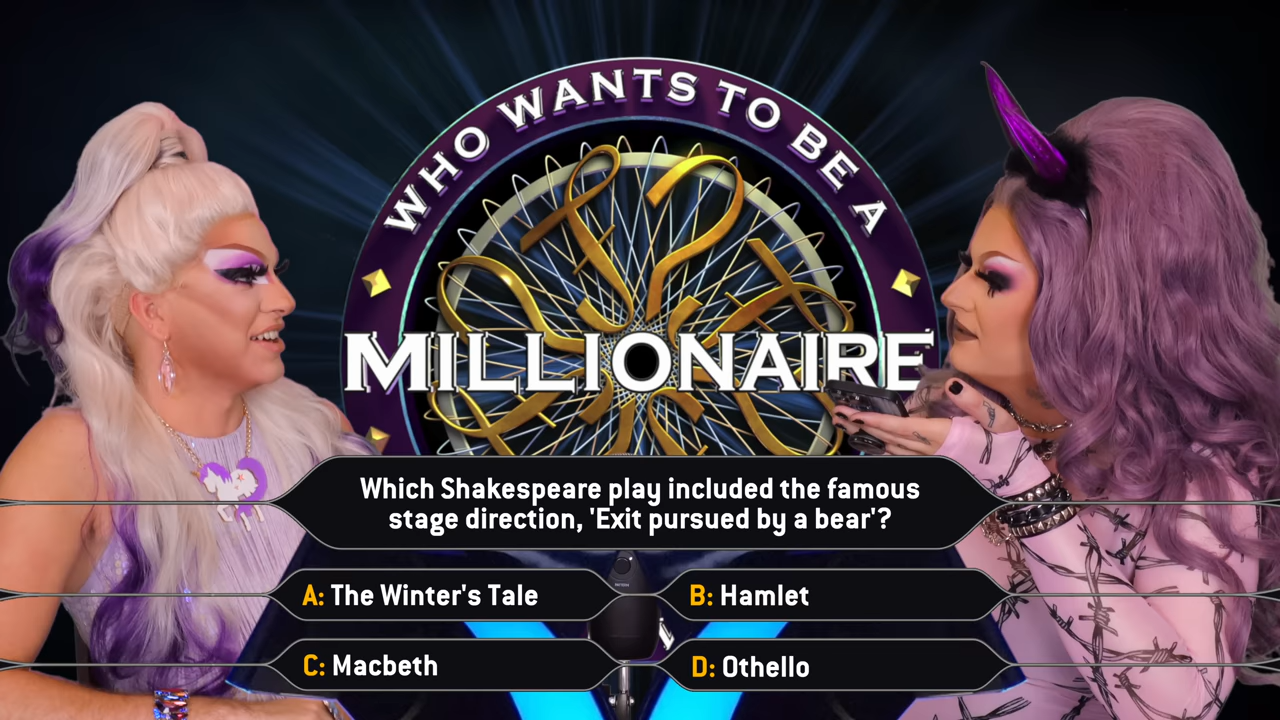 WHO WANTS TO BE A
MILLIONAIRE
Which Shakespeare play included the famous
stage direction, 'Exit pursued by a bear'?
A: The Winter's Tale
B: Hamlet
C: Macbeth
D: Othello